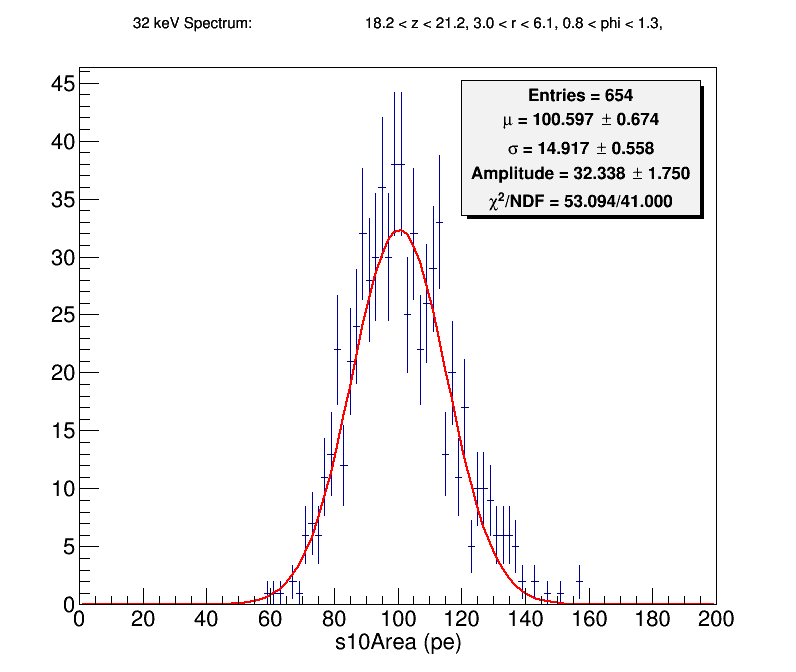 32 keV Spectrum: 18.2 < z < 21.2, 3.0 < r < 6.1, 0.8 < phi < 1.3,
Entries = 654
μ = 100.597 ± 0.674
σ = 14.917 ± 0.558
Amplitude = 32.338 ± 1.750
χ²/NDF = 53.094/41.000
45
40
35
30
25
20
15
10
5
0
0 20 40 60 80 100 120 140 160 180 200
s10Area (pe)